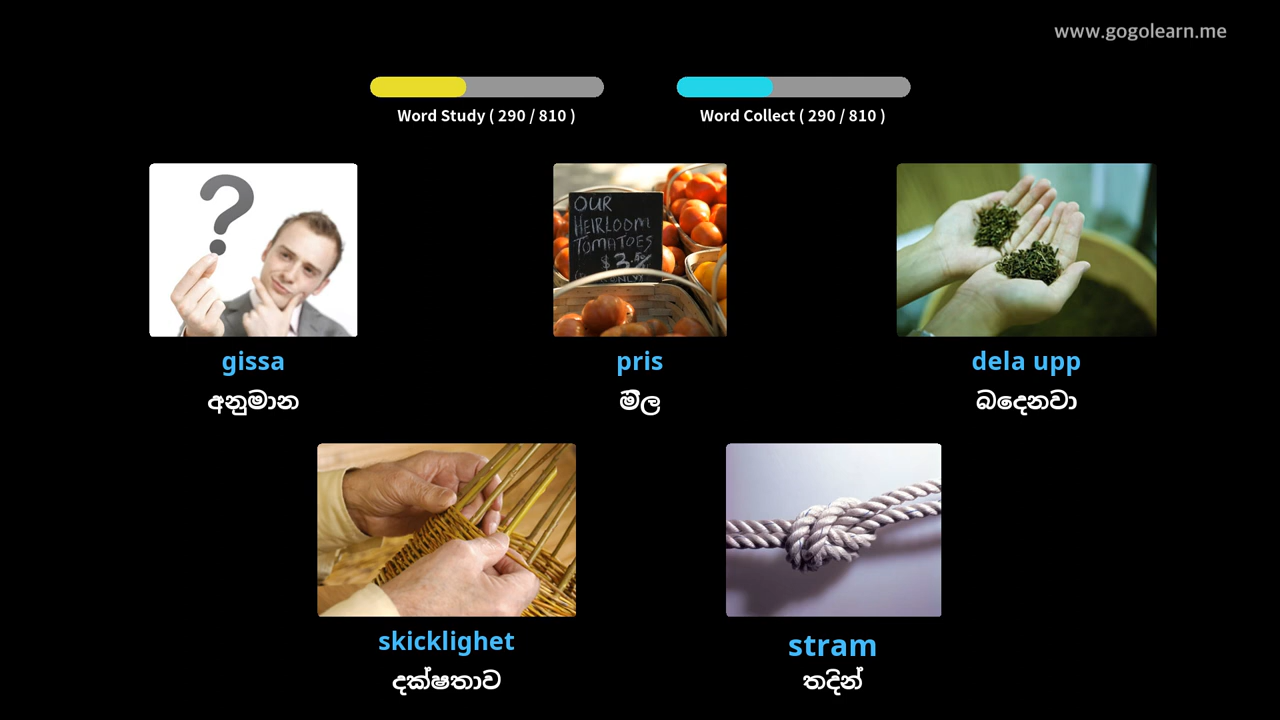 www.gogolearn.me
Word Study ( 290 / 810 )
Word Collect ( 290 / 810 )
?
OUR
HEIRLOOM
TOMATOES
gissa
pris
dela upp
අනුමාන
මිල
බෙදෙනවා
skicklighet
stram
දක්ෂතාව
තදින්